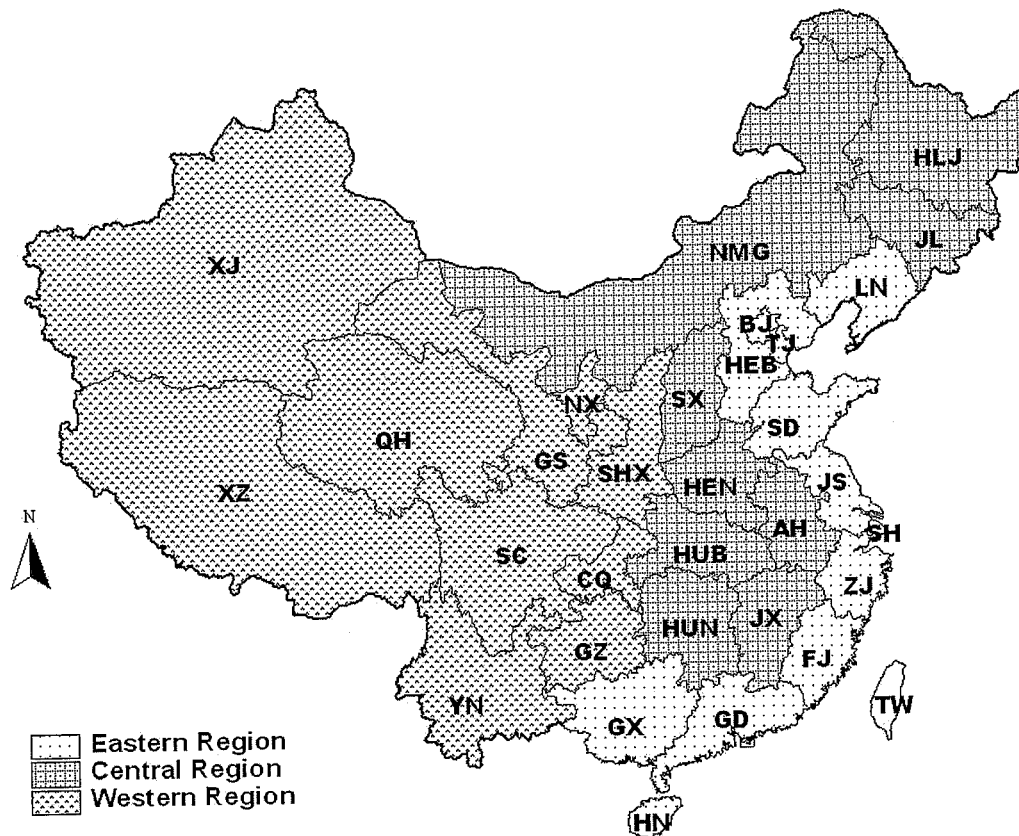 HLJ
JL
NMG
XJ
LN
BJ
TJ
HEB
NX
SX
SD
QH
GS
SHX
HEN
JS
XZ
N
AH
SH
SC
HUB
CQ
ZJ
HUN
JX
GZ
FJ
YN
TW
GX
GD
Eastern Region
Central Region
Western Region
HN